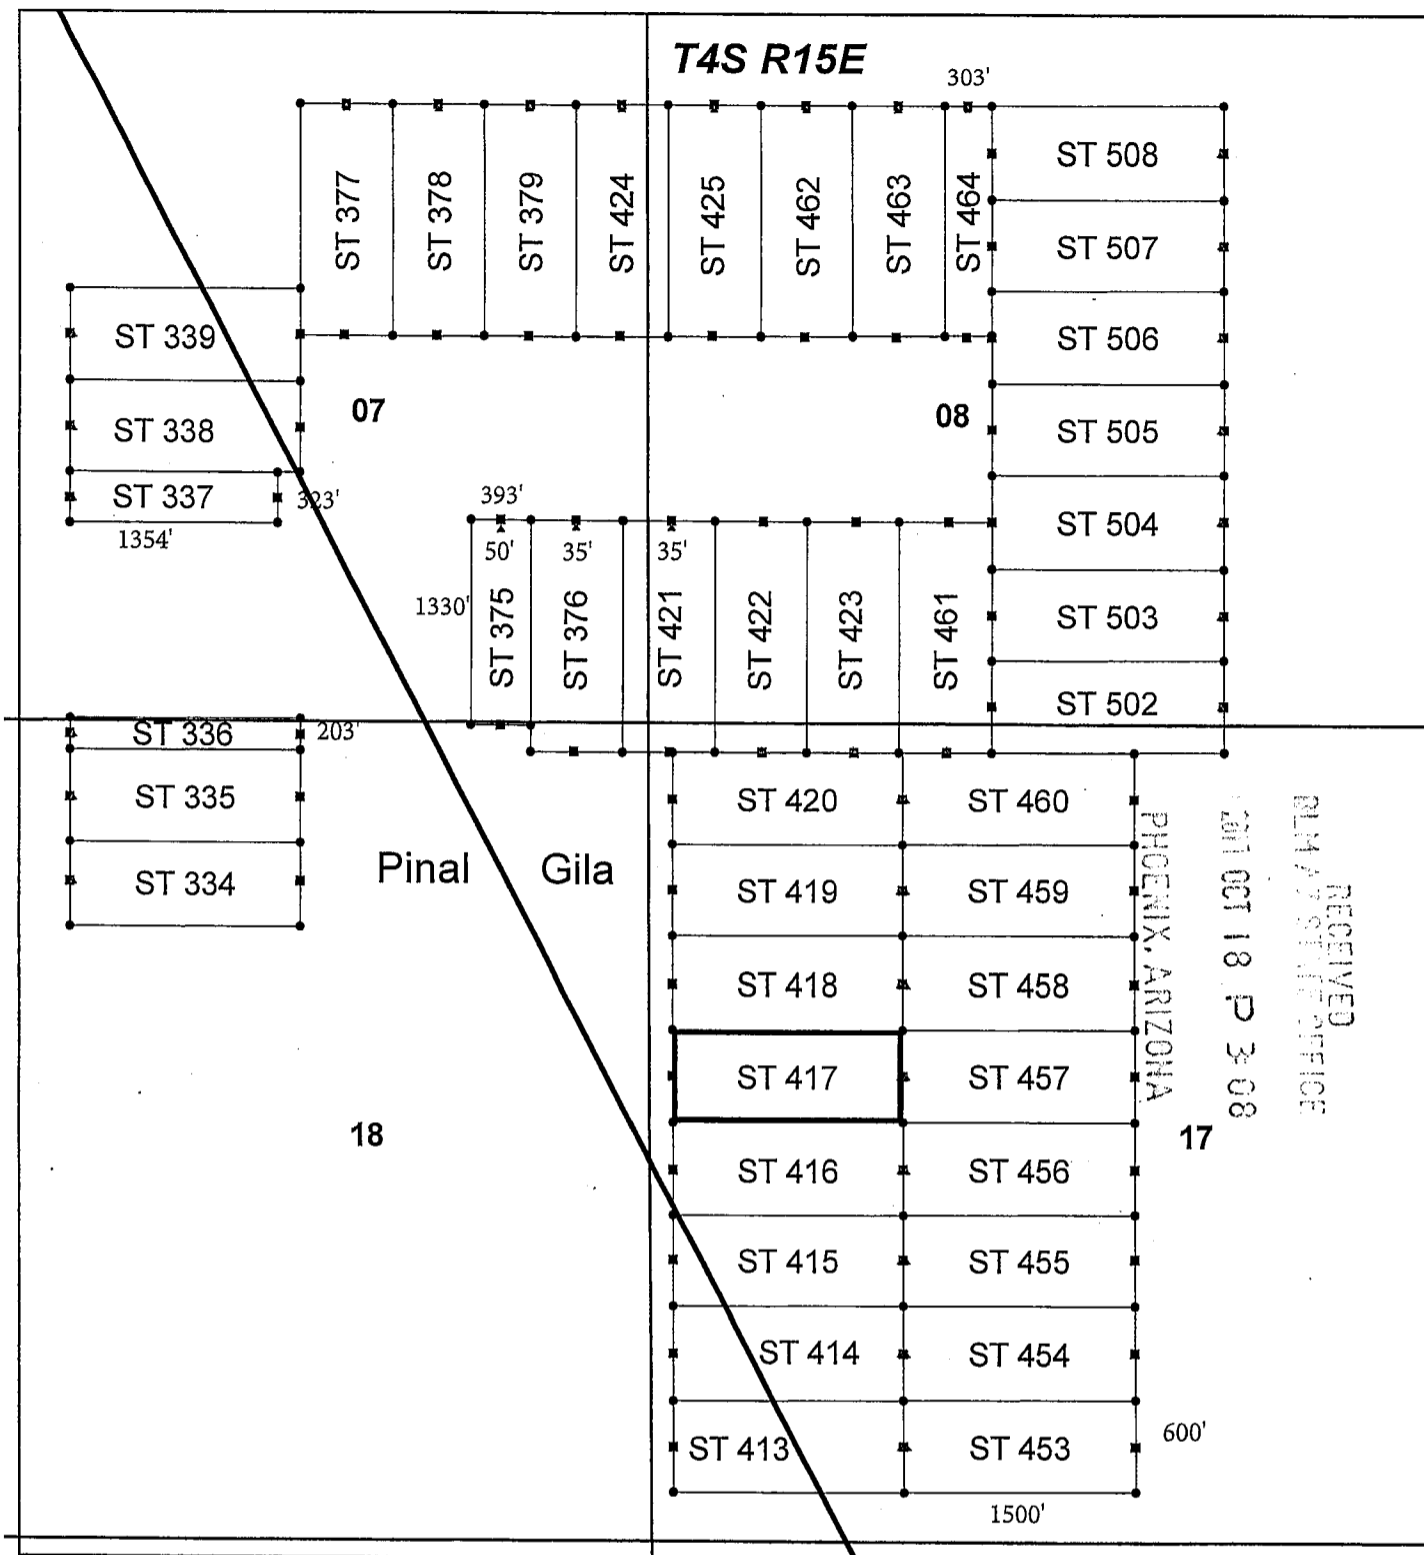 T4S R15E
303'
ST 377
ST 378
ST 379
ST 424
ST 425
ST 462
ST 463
ST 464
ST 508
ST 507
ST 506
ST 505
ST 504
ST 503
ST 502
ST 339
ST 338
ST 337
323'
1354'
07
08
393'
50'
35'
35'
1330'
ST 375
ST 376
ST 421
ST 422
ST 423
ST 461
ST 336
203'
ST 335
ST 334
Pinal
Gila
ST 420
ST 460
ST 419
ST 459
ST 418
ST 458
ST 417
ST 457
ST 416
ST 456
ST 415
ST 455
ST 414
ST 454
ST 413
ST 453
600'
1500'
18
17
RECEIVED
BLM AZ STATE OFFICE
OCT 18 P 3:08
PHOENIX, ARIZONA